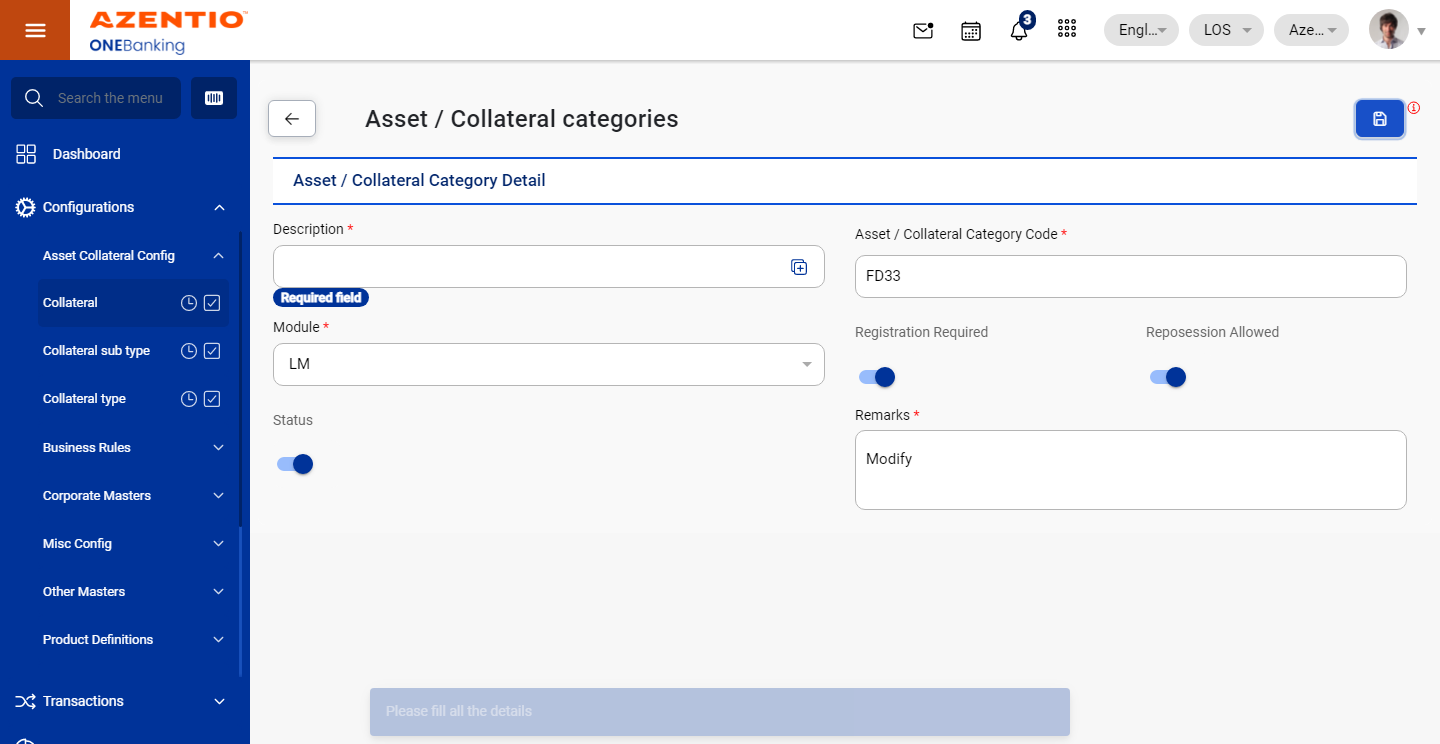 AZENTIO™
ONEBanking
3
Engl...
LOS
Aze...
Search the menu
Dashboard
Configurations
Asset Collateral Config
Collateral
Collateral sub type
Collateral type
Business Rules
Corporate Masters
Misc Config
Other Masters
Product Definitions
Transactions
Asset / Collateral categories
Asset / Collateral Category Detail
Description *
Required field
Asset / Collateral Category Code *
FD33
Module *
LM
Registration Required
Reposession Allowed
Status
Remarks *
Modify
Please fill all the details